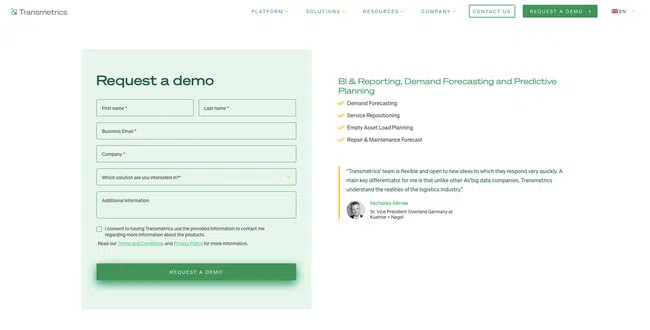 Transmetrics
PLATFORM
SOLUTIONS
RESOURCES
COMPANY
CONTACT US
REQUEST A DEMO
EN
Request a demo
First name *
Last name *
Business Email *
Company *
Which solution are you interested in?*
Additional Information
I consent to having Transmetrics use the provided information to contact me
regarding more information about the products.
Read our Terms and Conditions and Privacy Policy for more information.
REQUEST A DEMO
BI & Reporting, Demand Forecasting and Predictive
Planning
Demand Forecasting
Service Repositioning
Empty Asset Load Planning
Repair & Maintenance Forecast
"Transmetrics' team is flexible and open to new ideas to which they respond very quickly. A
main key differentiator for me is that unlike other AI/big data companies, Transmetrics
understand the realities of the logistics industry."
Nicholas Minde
Sr. Vice President Overland Germany at
Kuehne + Nagel